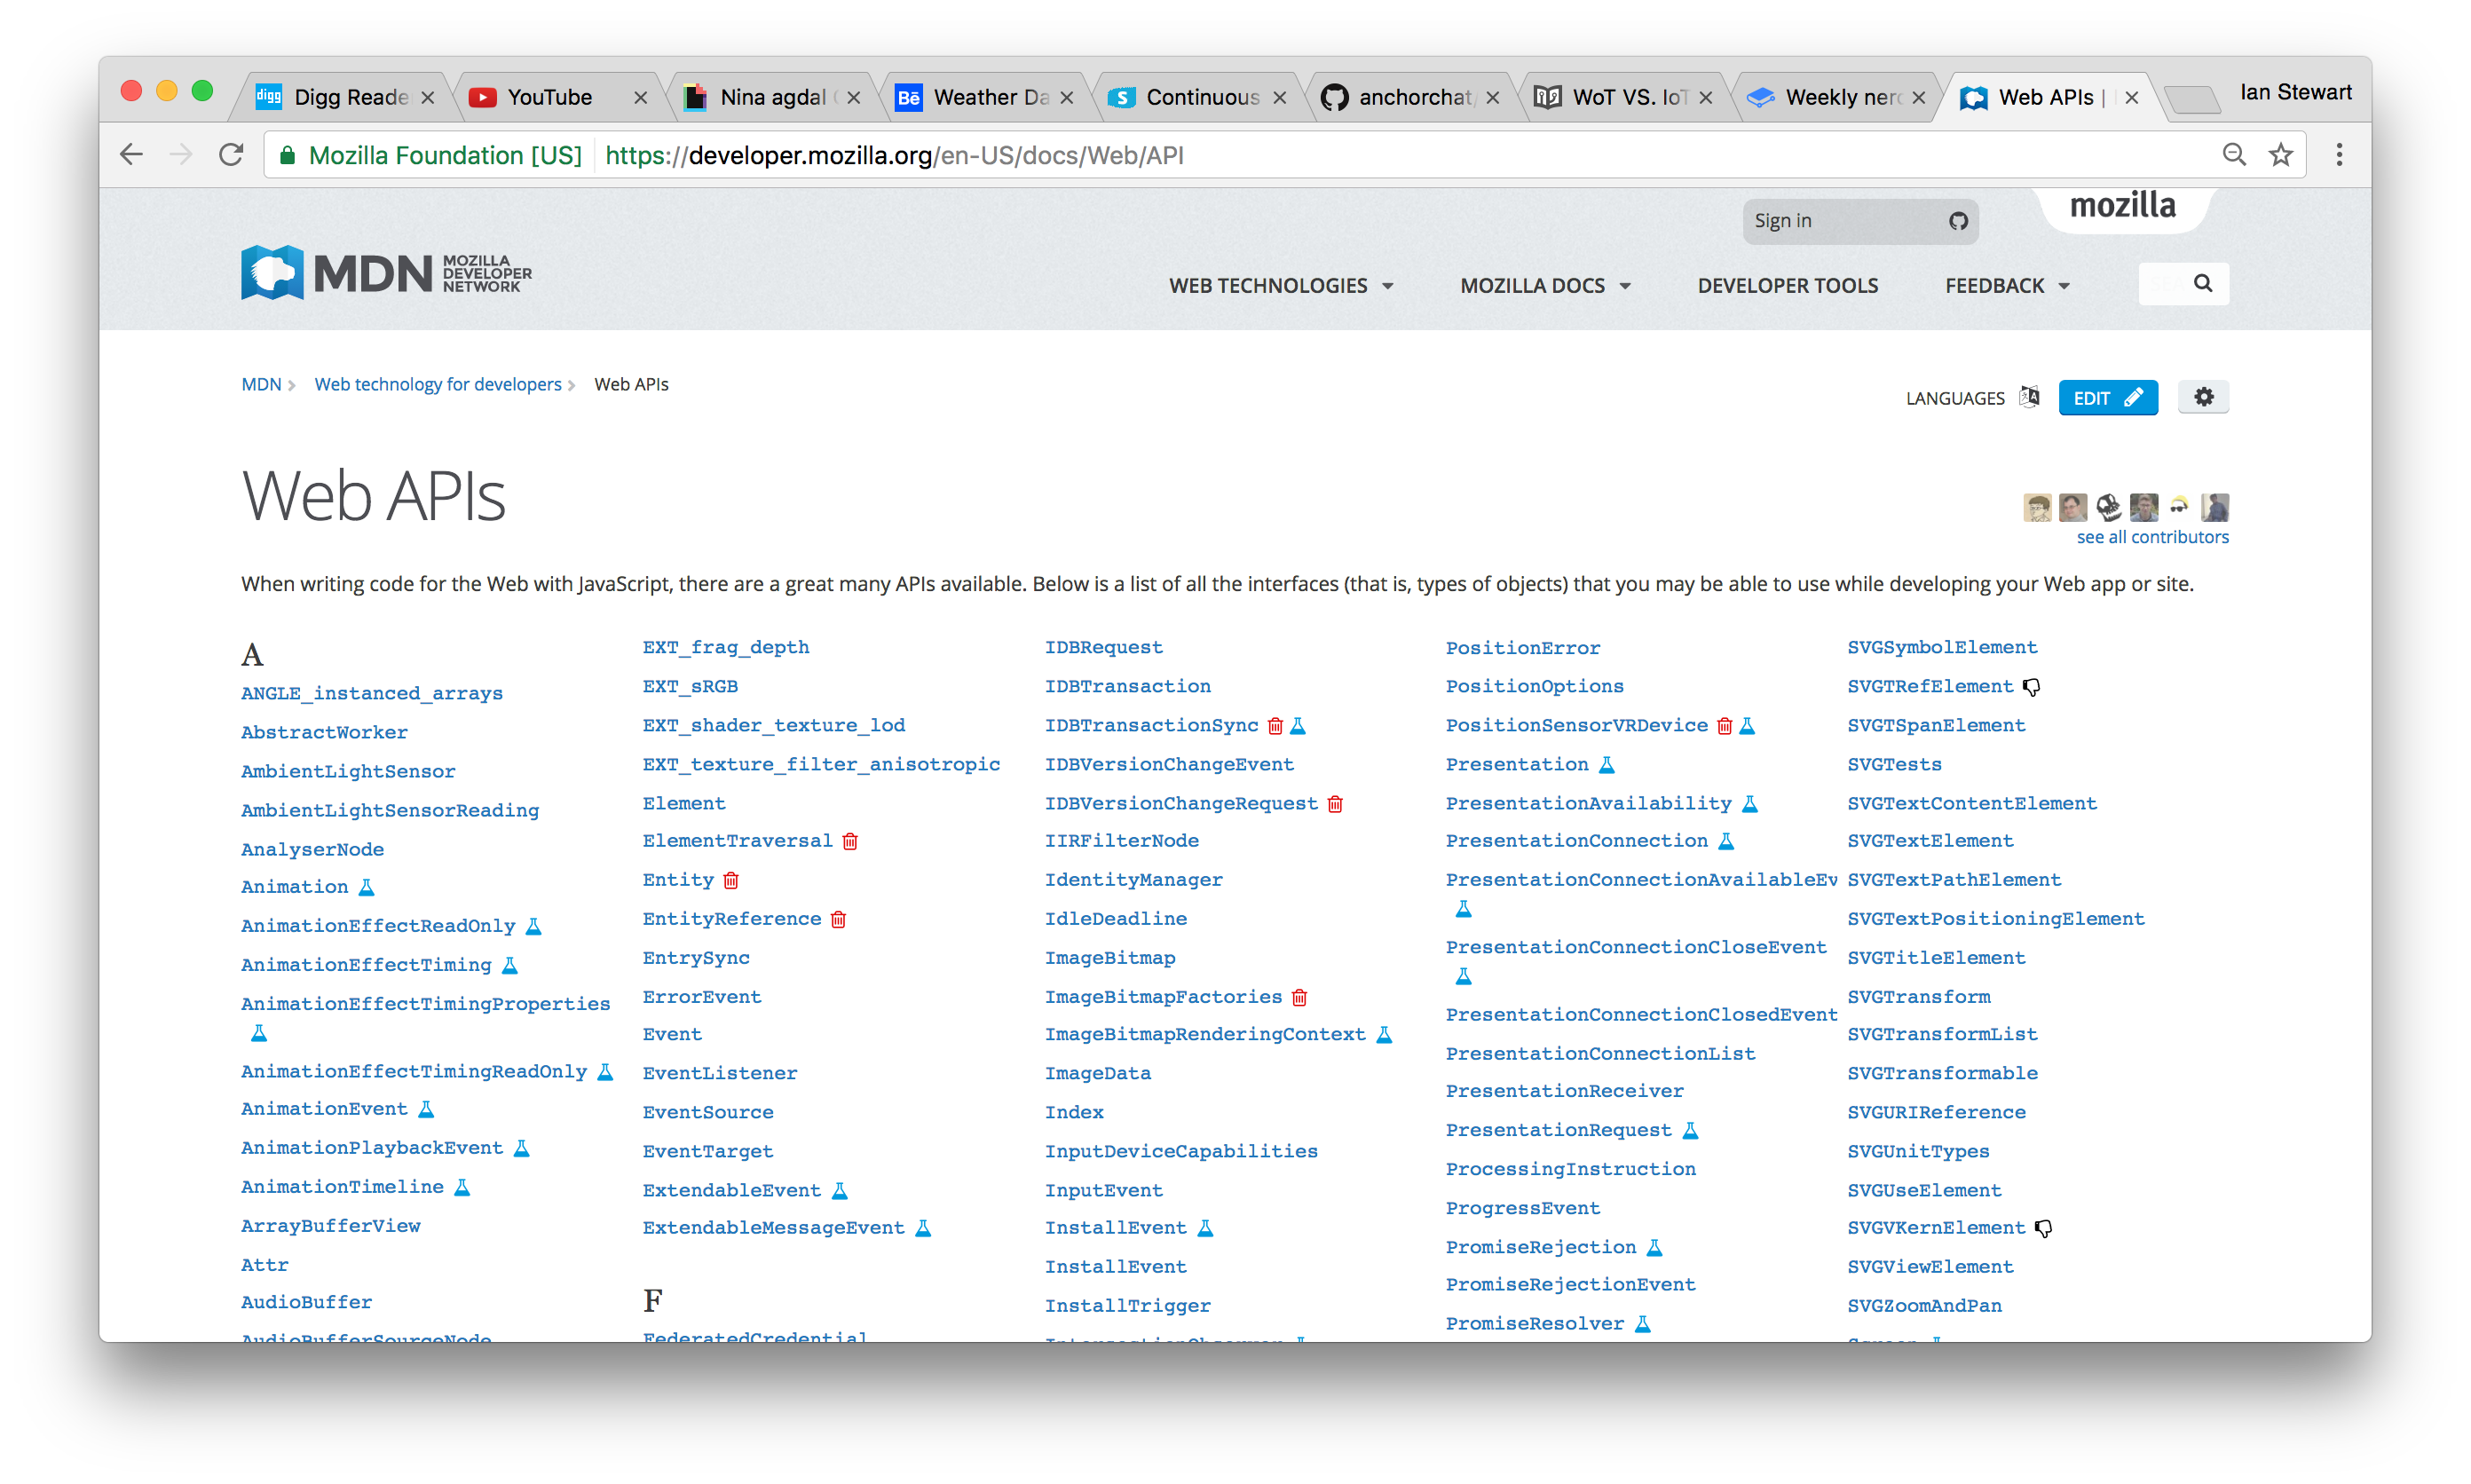 digg Digg Reade
YouTube
Nina agdal
Bē Weather Da
S Continuous
anchorchat
WoT VS. IoT
Weekly nerd
Web APIs |
Ian Stewart
Mozilla Foundation [US] https://developer.mozilla.org/en-US/docs/Web/API
Sign in
mozilla
MDN MOZILLA DEVELOPER NETWORK
WEB TECHNOLOGIES
MOZILLA DOCS
DEVELOPER TOOLS
FEEDBACK
MDN Web technology for developers Web APIs
LANGUAGES
EDIT
Web APIs
see all contributors
When writing code for the Web with JavaScript, there are a great many APIs available. Below is a list of all the interfaces (that is, types of objects) that you may be able to use while developing your Web app or site.
A
ANGLE_instanced_arrays
AbstractWorker
AmbientLightSensor
AmbientLightSensorReading
AnalyserNode
Animation
AnimationEffectReadOnly
AnimationEffectTiming
AnimationEffectTimingProperties
AnimationEffectTimingReadOnly
AnimationEvent
AnimationPlaybackEvent
AnimationTimeline
ArrayBufferView
Attr
AudioBuffer
AudioBufferSourceNode
EXT_frag_depth
EXT_sRGB
EXT_shader_texture_lod
EXT_texture_filter_anisotropic
Element
ElementTraversal
Entity
EntityReference
EntrySync
ErrorEvent
Event
EventListener
EventSource
EventTarget
ExtendableEvent
ExtendableMessageEvent
F
FederatedCredential
IDBRequest
IDBTransaction
IDBTransactionSync
IDBVersionChangeEvent
IDBVersionChangeRequest
IIRFilterNode
IdentityManager
IdleDeadline
ImageBitmap
ImageBitmapFactories
ImageBitmapRenderingContext
ImageData
Index
InputDeviceCapabilities
InputEvent
InstallEvent
InstallEvent
InstallTrigger
IntersectionObserver
PositionError
PositionOptions
PositionSensorVRDevice
Presentation
PresentationAvailability
PresentationConnection
PresentationConnectionAvailableEv
PresentationConnectionCloseEvent
PresentationConnectionClosedEvent
PresentationConnectionList
PresentationReceiver
PresentationRequest
ProcessingInstruction
ProgressEvent
PromiseRejection
PromiseRejectionEvent
PromiseResolver
SVGSymbolElement
SVGTRefElement
SVGTSpanElement
SVGTests
SVGTextContentElement
SVGTextElement
SVGTextPathElement
SVGTextPositioningElement
SVGTitleElement
SVGTransform
SVGTransformList
SVGTransformable
SVGURIReference
SVGUnitTypes
SVGUseElement
SVGVKernElement
SVGViewElement
SVGZoomAndPan